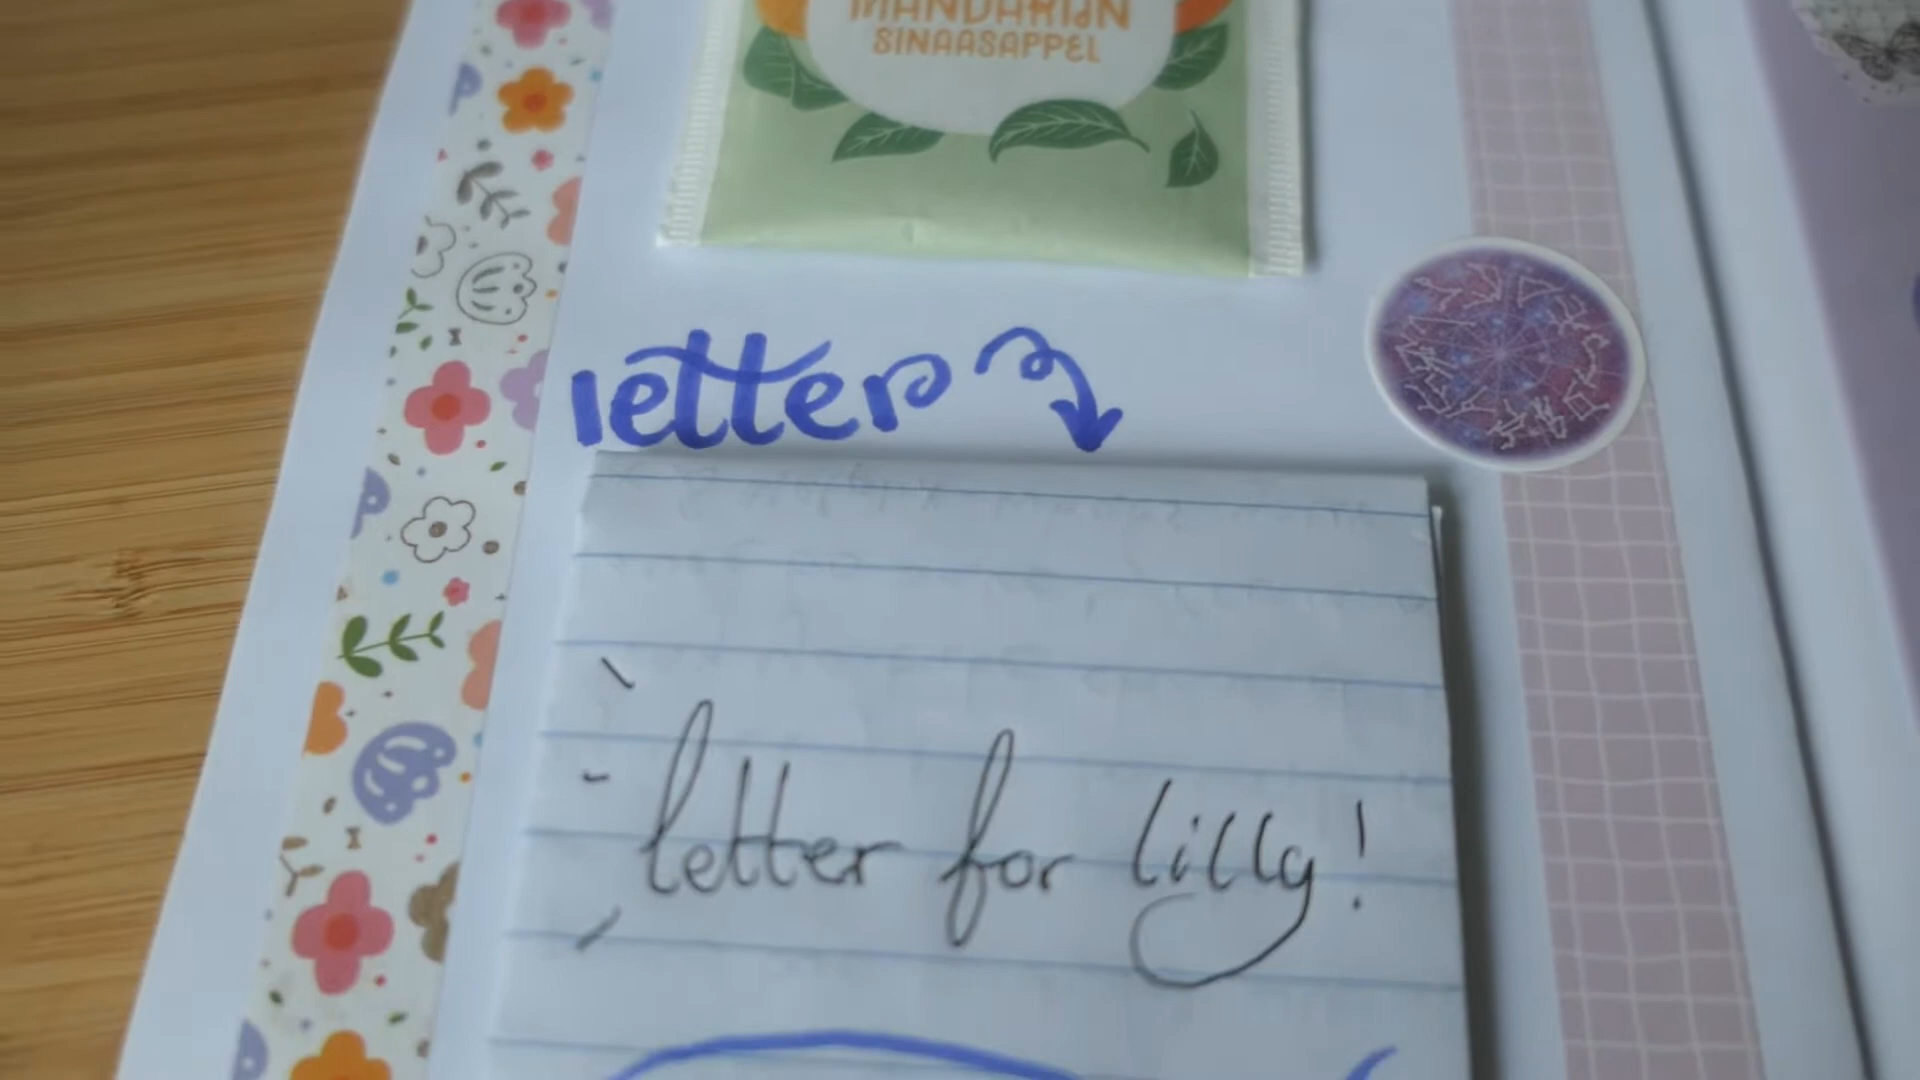 MANDARIJN
SINAASAPPEL
letter
letter for lilly!